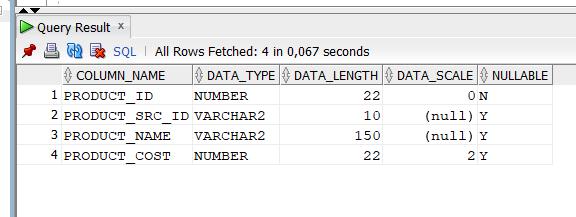 Query Result ×
SQL | All Rows Fetched: 4 in 0,067 seconds
COLUMN_NAME DATA_TYPE DATA_LENGTH DATA_SCALE NULLABLE
1 PRODUCT_ID NUMBER 22 0 N
2 PRODUCT_SRC_ID VARCHAR2 10 (null) Y
3 PRODUCT_NAME VARCHAR2 150 (null) Y
4 PRODUCT_COST NUMBER 22 2 Y